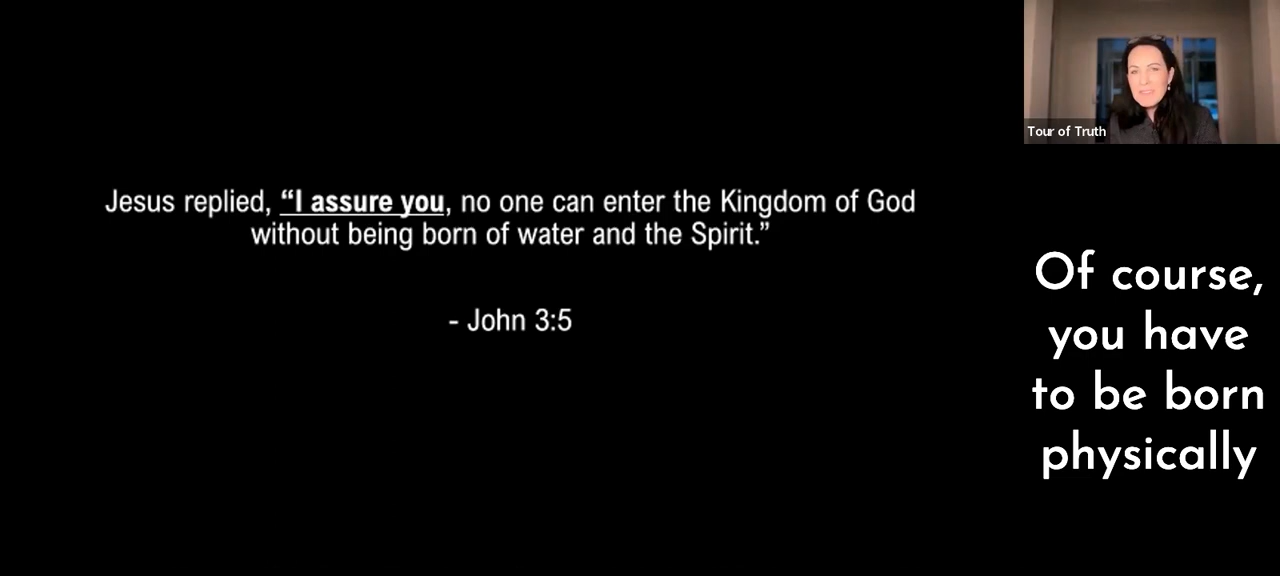 Jesus replied, “I assure you, no one can enter the Kingdom of God
without being born of water and the Spirit.”
- John 3:5
Tour of Truth
Of course,
you have
to be born
physically